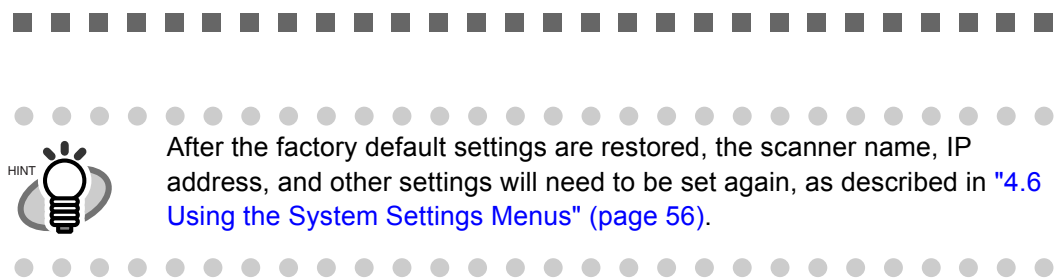 HINT
After the factory default settings are restored, the scanner name, IP
address, and other settings will need to be set again, as described in "4.6
Using the System Settings Menus" (page 56).